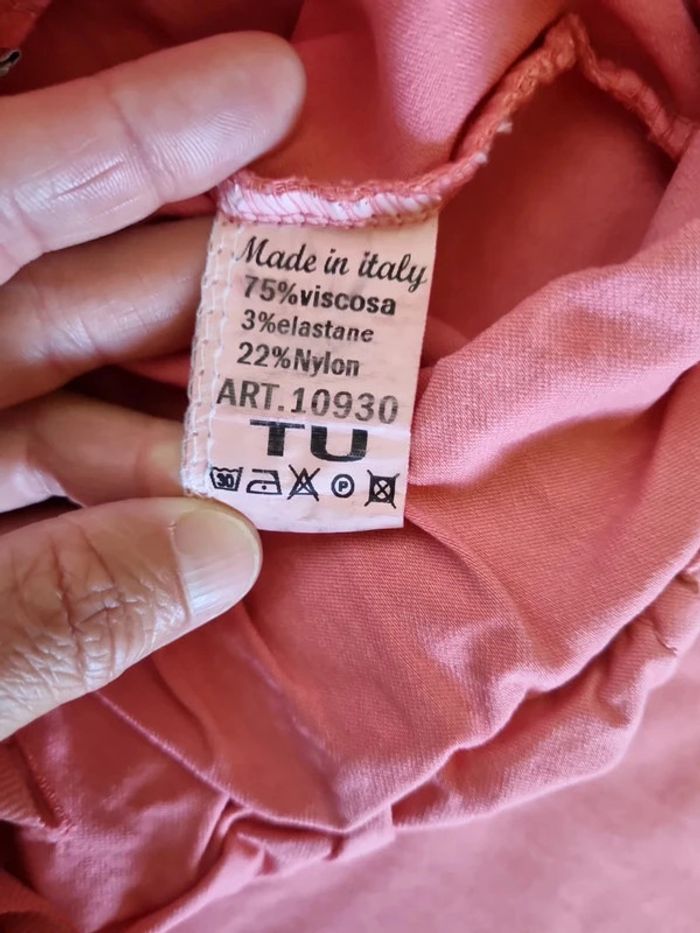 Made in italy
75%viscosa
3%elastane
22%Nylon
ART.10930
TU
30 P